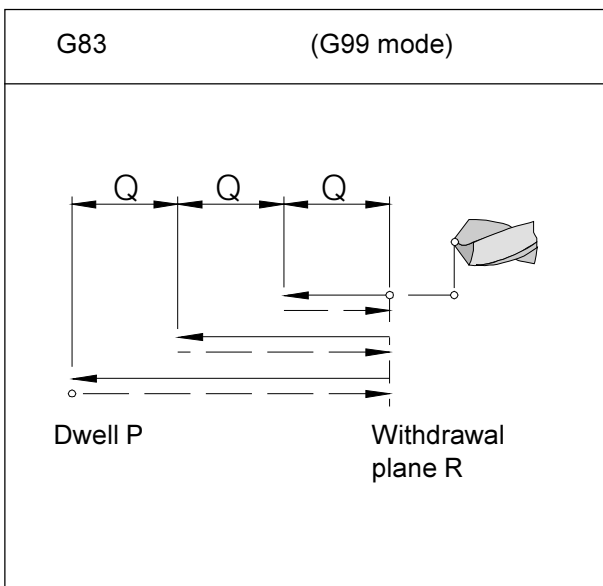 G83 (G99 mode)
Q Q Q
Dwell P
Withdrawal
plane R